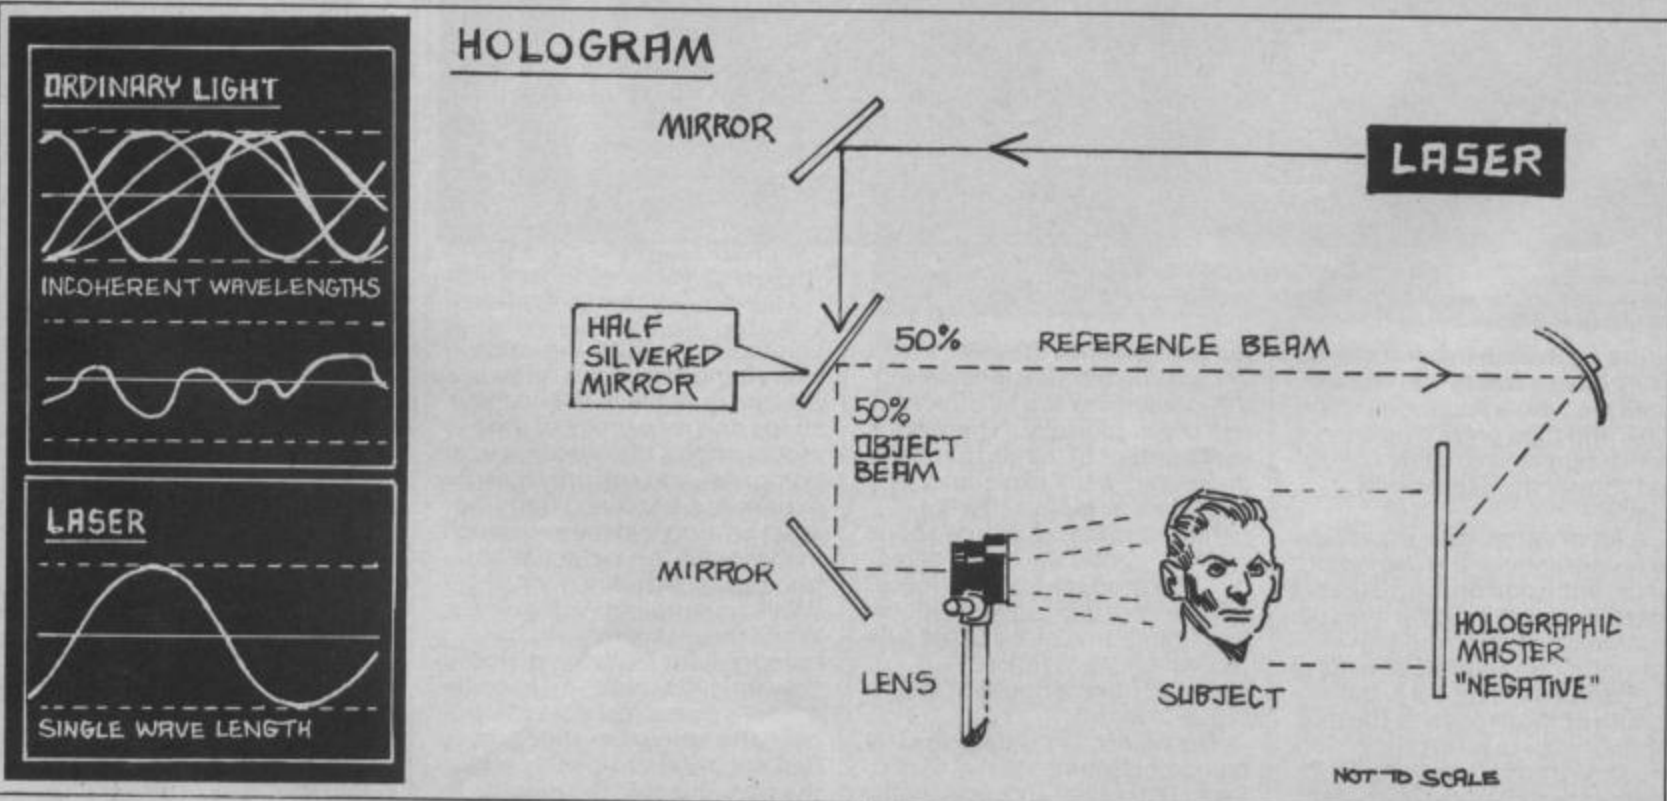 HOLOGRAM
ORDINARY LIGHT
INCOHERENT WAVELENGTHS
LASER
SINGLE WAVE LENGTH
MIRROR
LASER
HALF
SILVERED
MIRROR
50%
REFERENCE BEAM
50%
OBJECT
BEAM
MIRROR
LENS
SUBJECT
HOLOGRAPHIC
MASTER
"NEGATIVE"
NOT TO SCALE